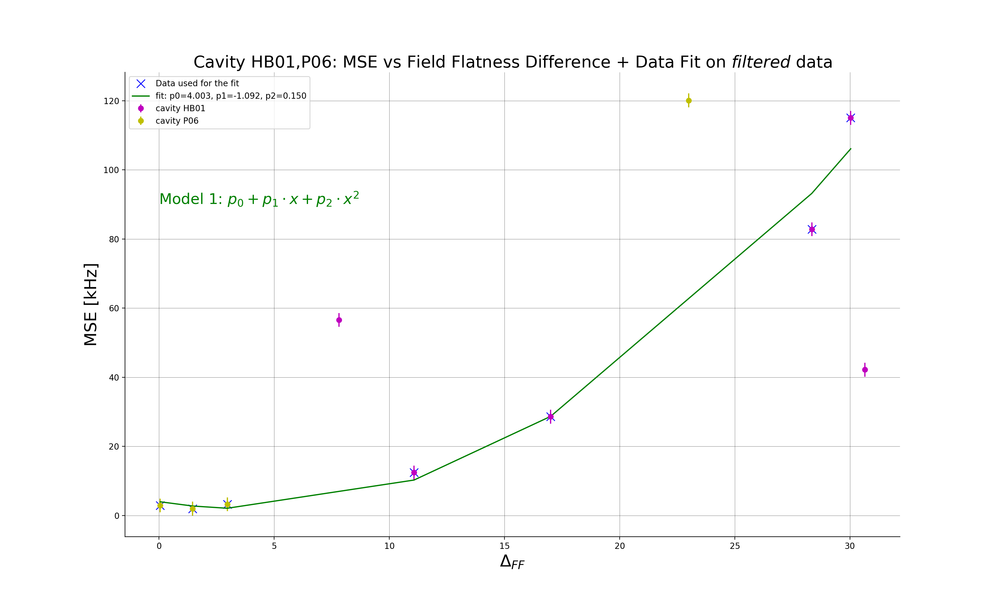 Cavity HB01,P06: MSE vs Field Flatness Difference + Data Fit on filtered data
Data used for the fit
fit: p0=4.003, p1=-1.092, p2=0.150
cavity HB01
cavity P06
Model 1: p₀ + p₁ · x + p₂ · x²
MSE [kHz]
120
100
80
60
40
20
0
0 5 10 15 20 25 30
Δ_FF